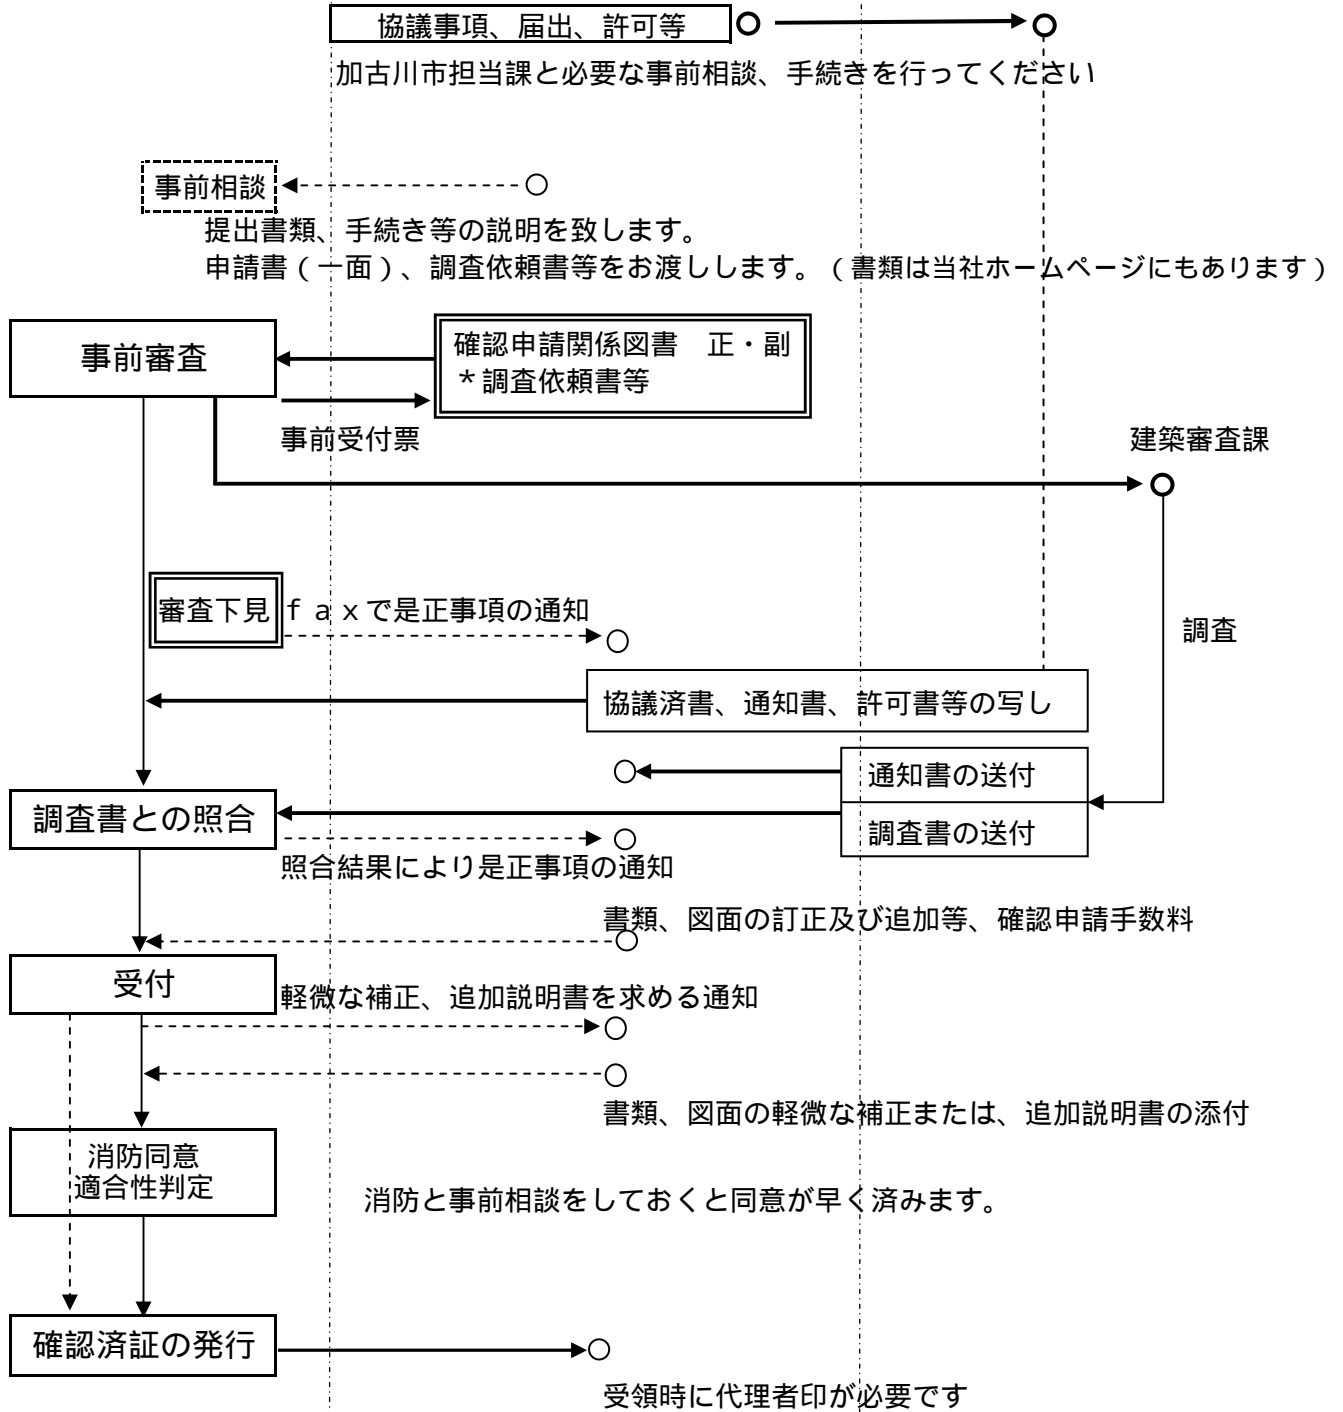 協議事項、届出、許可等
加古川市担当課と必要な事前相談、手続きを行ってください
事前相談
提出書類、手続き等の説明を致します。
申請書(一面)、調査依頼書等をお渡しします。(書類は当社ホームページにもあります)
事前審査
確認申請関係図書 正・副
*調査依頼書等
事前受付票
建築審査課
審査下見
faxで是正事項の通知
調査
協議済書、通知書、許可書等の写し
通知書の送付
調査書との照合
調査書の送付
照合結果により是正事項の通知
書類、図面の訂正及び追加等、確認申請手数料
受付
軽微な補正、追加説明書を求める通知
書類、図面の軽微な補正または、追加説明書の添付
消防同意
適合性判定
消防と事前相談をしておくと同意が早く済みます。
確認済証の発行
受領時に代理者印が必要です